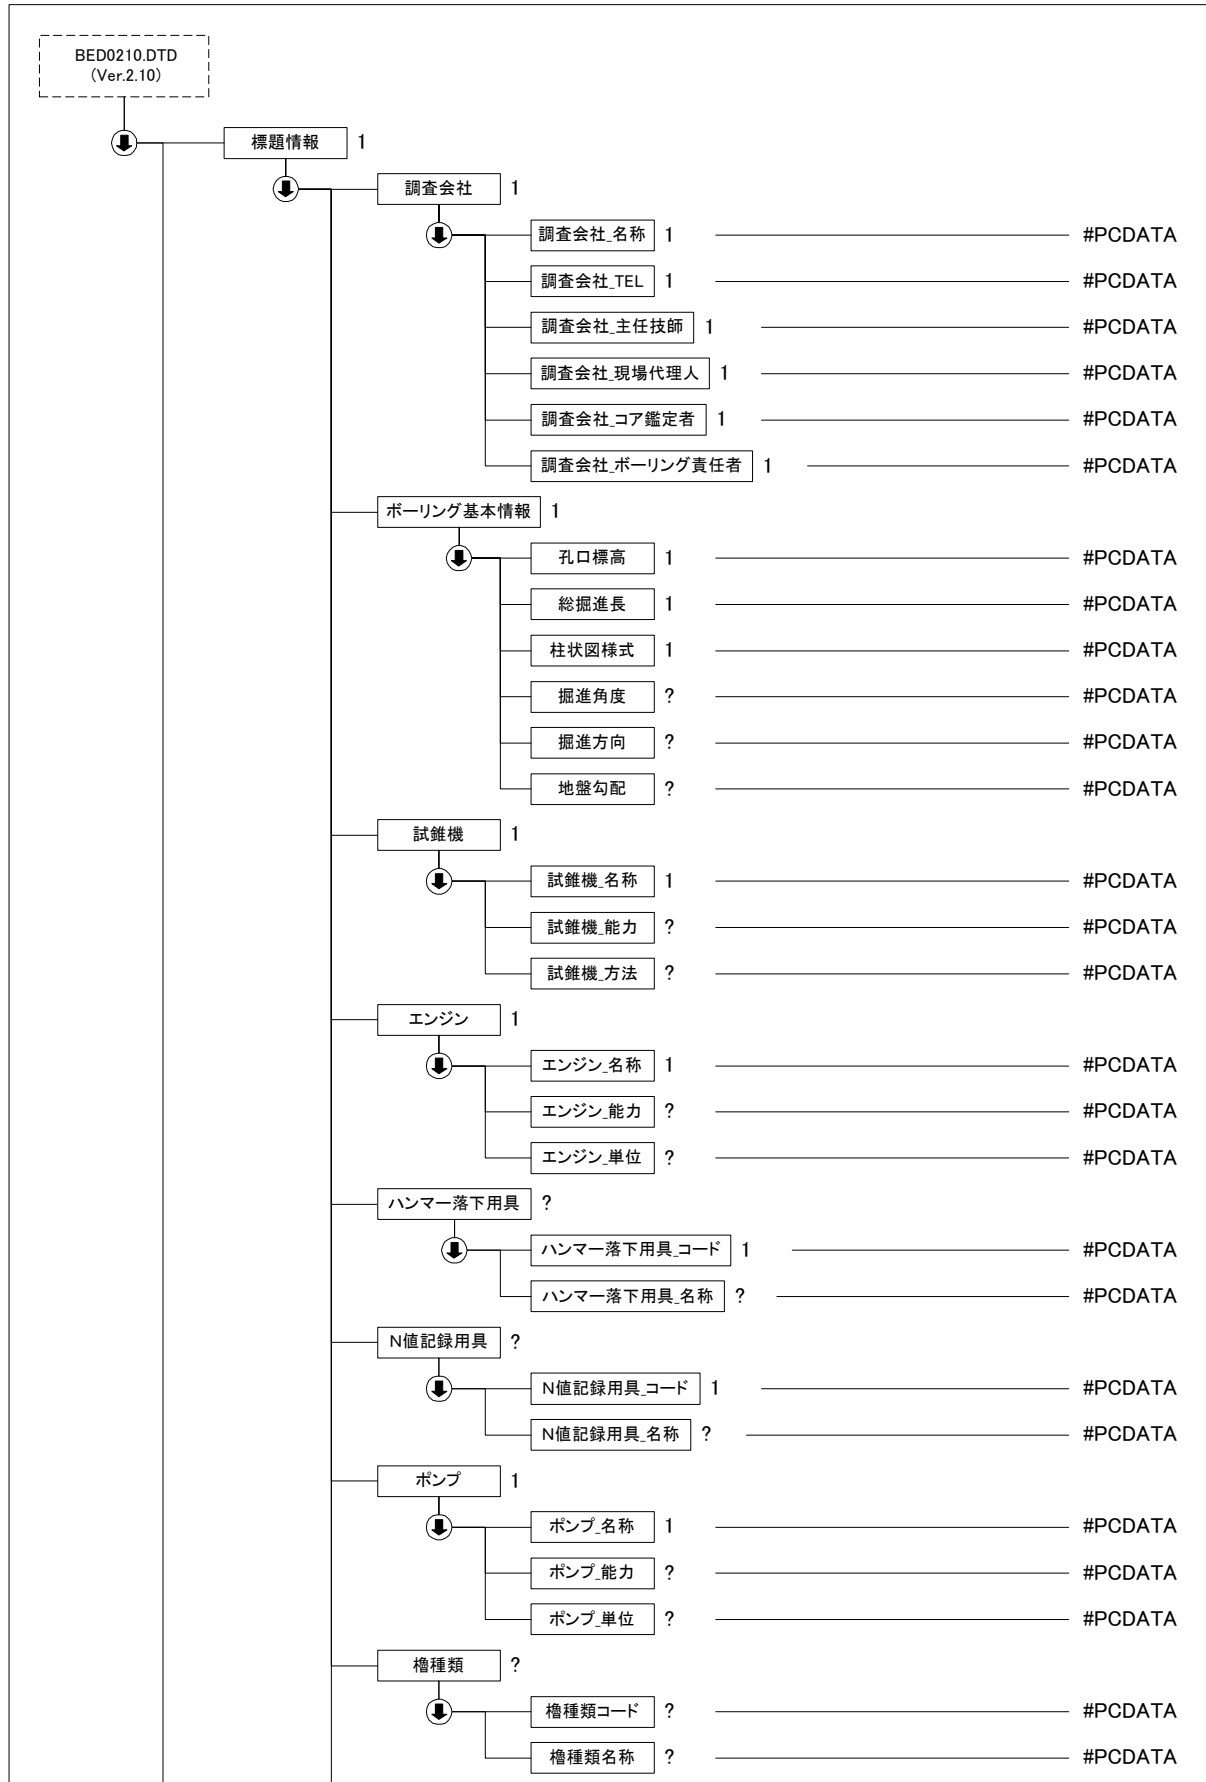 BED0210.DTD
(Ver.2.10)
標題情報 1
調査会社 1
調査会社_名称 1 #PCDATA
調査会社_TEL 1 #PCDATA
調査会社_主任技師 1 #PCDATA
調査会社_現場代理人 1 #PCDATA
調査会社_コア鑑定者 1 #PCDATA
調査会社_ボーリング責任者 1 #PCDATA
ボーリング基本情報 1
孔口標高 1 #PCDATA
総掘進長 1 #PCDATA
柱状図様式 1 #PCDATA
掘進角度 ? #PCDATA
掘進方向 ? #PCDATA
地盤勾配 ? #PCDATA
試錐機 1
試錐機_名称 1 #PCDATA
試錐機_能力 ? #PCDATA
試錐機_方法 ? #PCDATA
エンジン 1
エンジン_名称 1 #PCDATA
エンジン_能力 ? #PCDATA
エンジン_単位 ? #PCDATA
ハンマー落下用具 ?
ハンマー落下用具_コード 1 #PCDATA
ハンマー落下用具_名称 ? #PCDATA
N値記録用具 ?
N値記録用具_コード 1 #PCDATA
N値記録用具_名称 ? #PCDATA
ポンプ 1
ポンプ_名称 1 #PCDATA
ポンプ_能力 ? #PCDATA
ポンプ_単位 ? #PCDATA
櫓種類 ?
櫓種類コード ? #PCDATA
櫓種類名称 ? #PCDATA